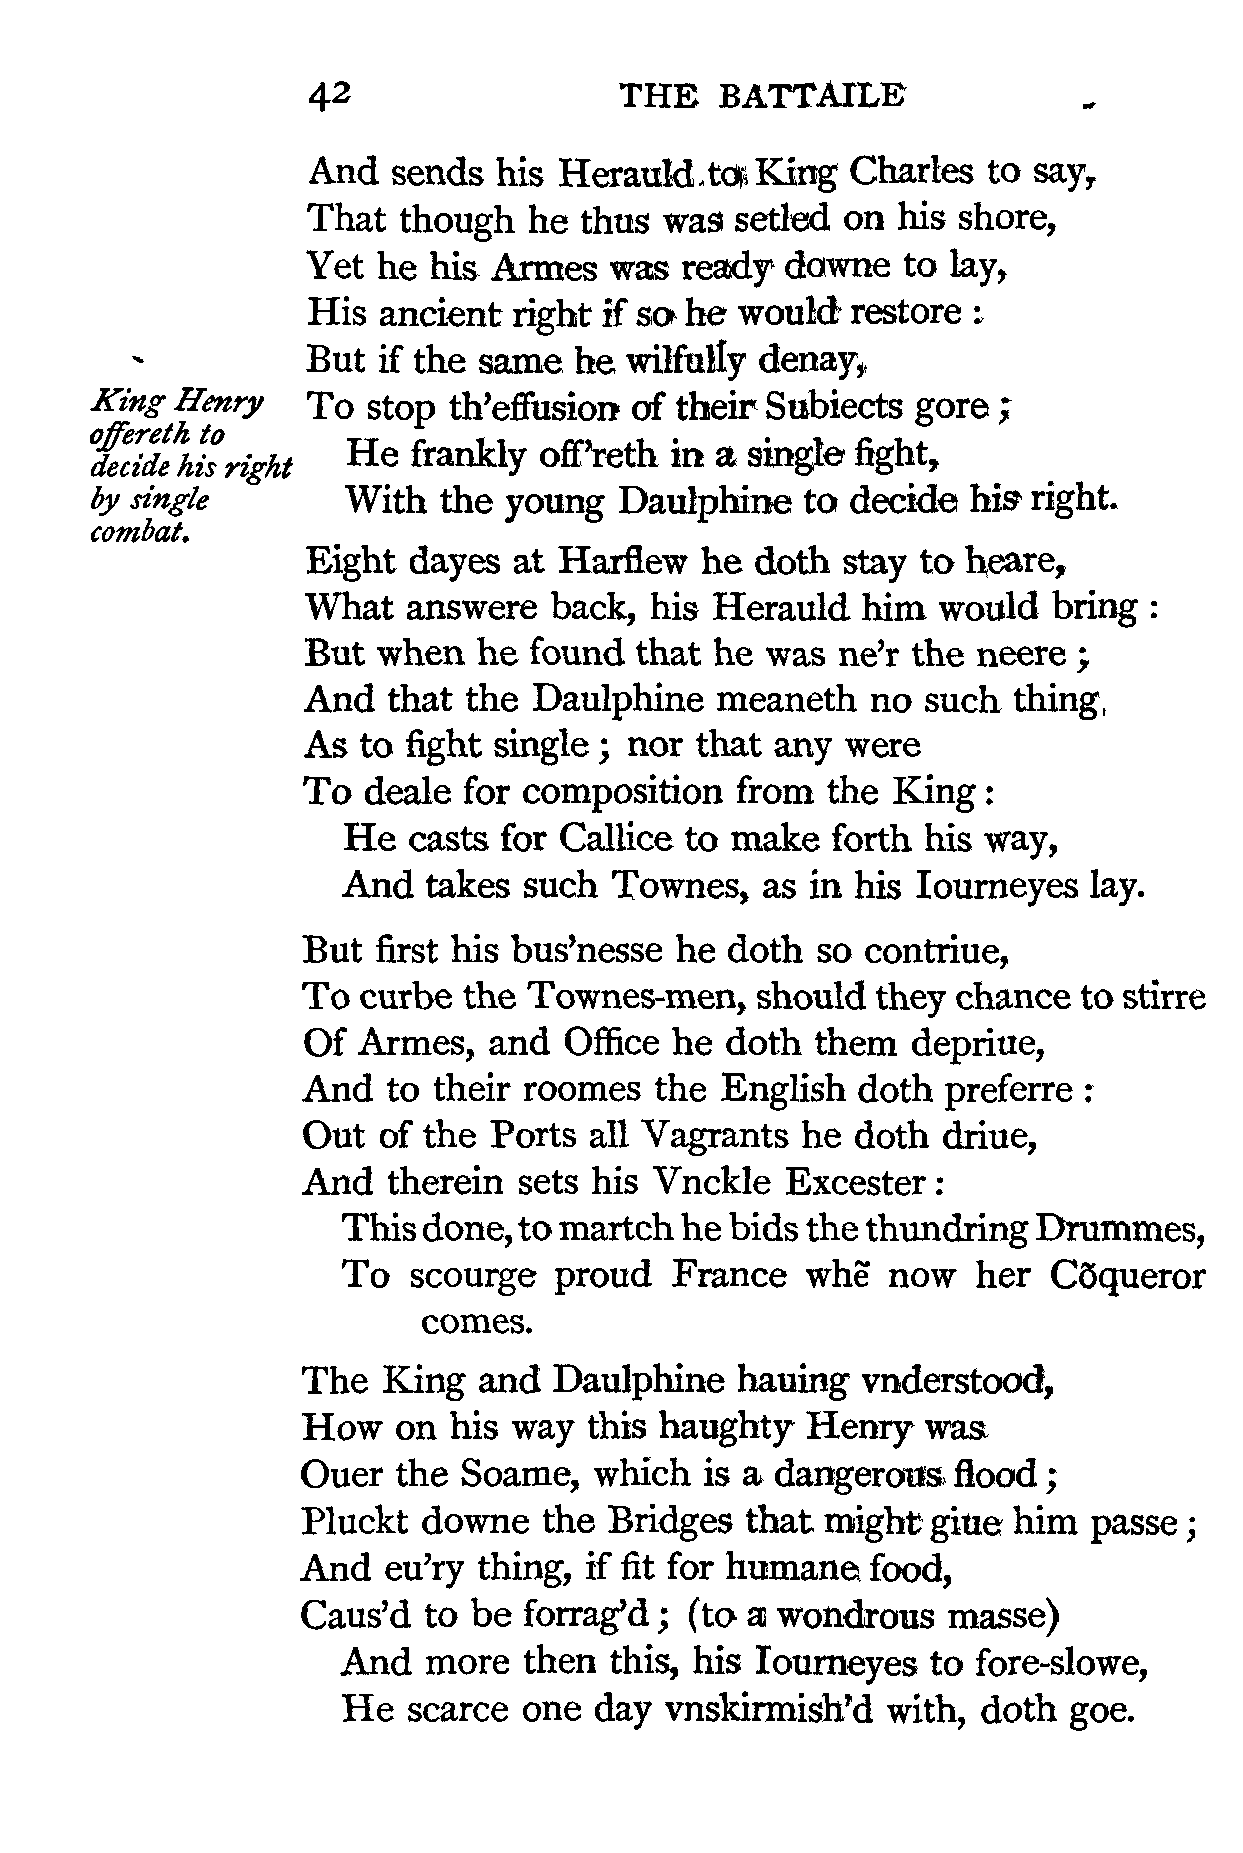 42 THE BATTAILE
And sends his Herauld to King Charles to say,
That though he thus was setled on his shore,
Yet he his Armes was ready downe to lay,
His ancient right if so he would restore :
But if the same he wilfully denay,
To stop th'effusion of their Subiects gore ;
He frankly off'reth in a single fight,
With the young Daulphine to decide his right.
King Henry
offereth to
decide his right
by single
combat.
Eight dayes at Harflew he doth stay to heare,
What answere back, his Herauld him would bring :
But when he found that he was ne'r the neere ;
And that the Daulphine meaneth no such thing,
As to fight single ; nor that any were
To deale for composition from the King :
He casts for Callice to make forth his way,
And takes such Townes, as in his Iourneyes lay.
But first his bus'nesse he doth so contriue,
To curbe the Townes-men, should they chance to stirre
Of Armes, and Office he doth them depriue,
And to their roomes the English doth preferre :
Out of the Ports all Vagrants he doth driue,
And therein sets his Vnckle Excester :
This done, to martch he bids the thundring Drummes,
To scourge proud France whẽ now her Cõqueror
comes.
The King and Daulphine hauing vnderstood,
How on his way this haughty Henry was
Ouer the Soame, which is a dangerous flood ;
Pluckt downe the Bridges that might giue him passe ;
And eu'ry thing, if fit for humane food,
Caus'd to be forrag'd ; (to a wondrous masse)
And more then this, his Iourneyes to fore-slowe,
He scarce one day vnskirmish'd with, doth goe.